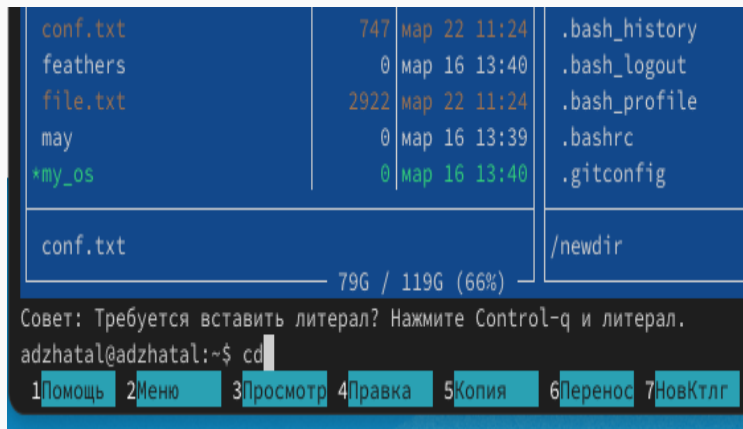 conf.txt 747 мар 22 11:24 .bash_history
feathers 0 мар 16 13:40 .bash_logout
file.txt 2922 мар 22 11:24 .bash_profile
may 0 мар 16 13:39 .bashrc
*my_os 0 мар 16 13:40 .gitconfig
conf.txt /newdir
79G / 119G (66%)
Совет: Требуется вставить литерал? Нажмите Control-q и литерал.
adzhatal@adzhatal:~$ cd
1Помощь 2Меню 3Просмотр 4Правка 5Копия 6Перенос 7НовКтлг